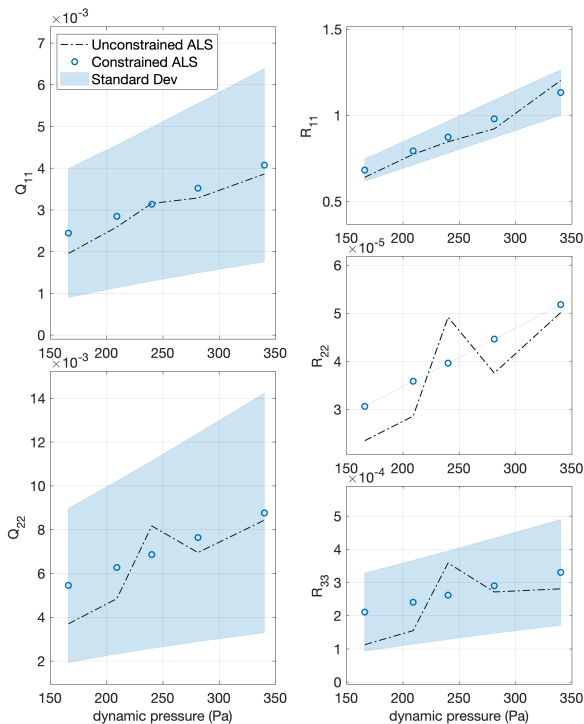 ×10⁻³
7
6
5
4
3
2
1
0
Q₁₁
Unconstrained ALS
Constrained ALS
Standard Dev
150 200 250 300 350
1.5
1
0.5
R₁₁
150 200 250 300 350
×10⁻⁵
6
5
4
3
R₂₂
150 200 250 300 350
×10⁻³
14
12
10
8
6
4
2
Q₂₂
150 200 250 300 350
dynamic pressure (Pa)
×10⁻⁴
5
4
3
2
1
0
R₃₃
150 200 250 300 350
dynamic pressure (Pa)